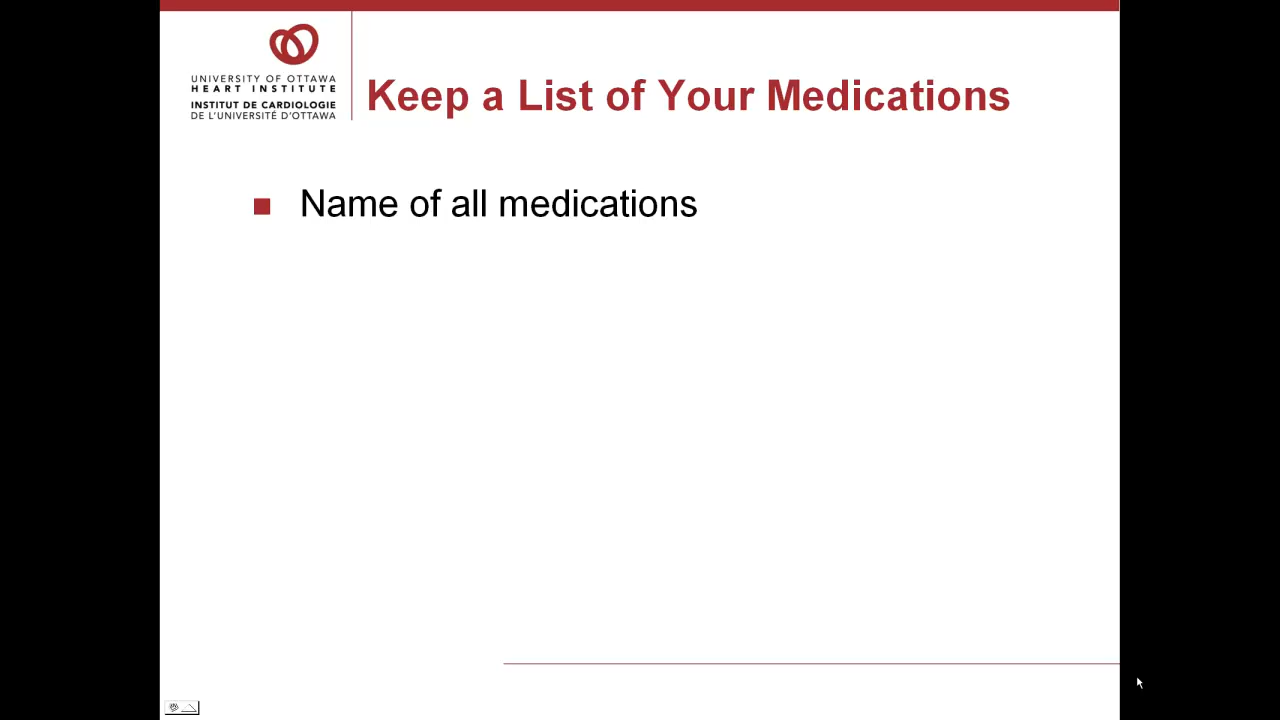 UNIVERSITY OF OTTAWA
HEART INSTITUTE
INSTITUT DE CARDIOLOGIE
DE L'UNIVERSITÉ D'OTTAWA
Keep a List of Your Medications
Name of all medications